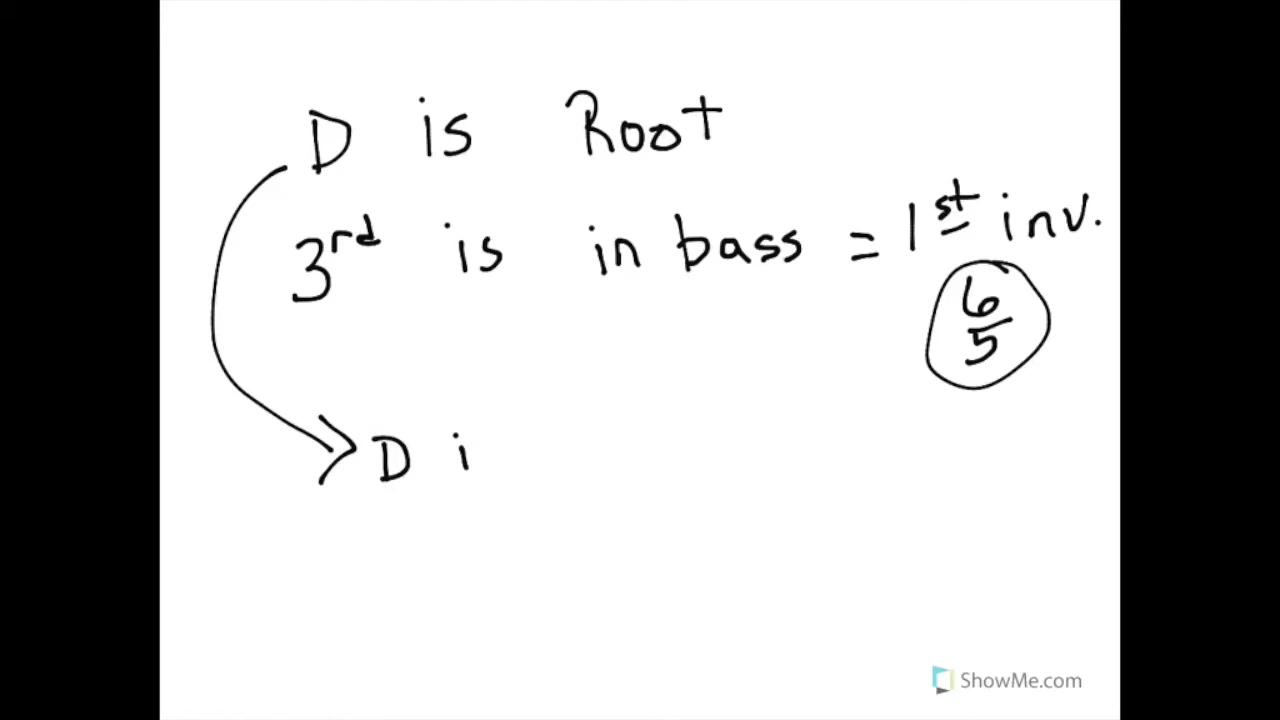 D is Root
3rd is in bass = 1st inv.
6
5
D i
ShowMe.com